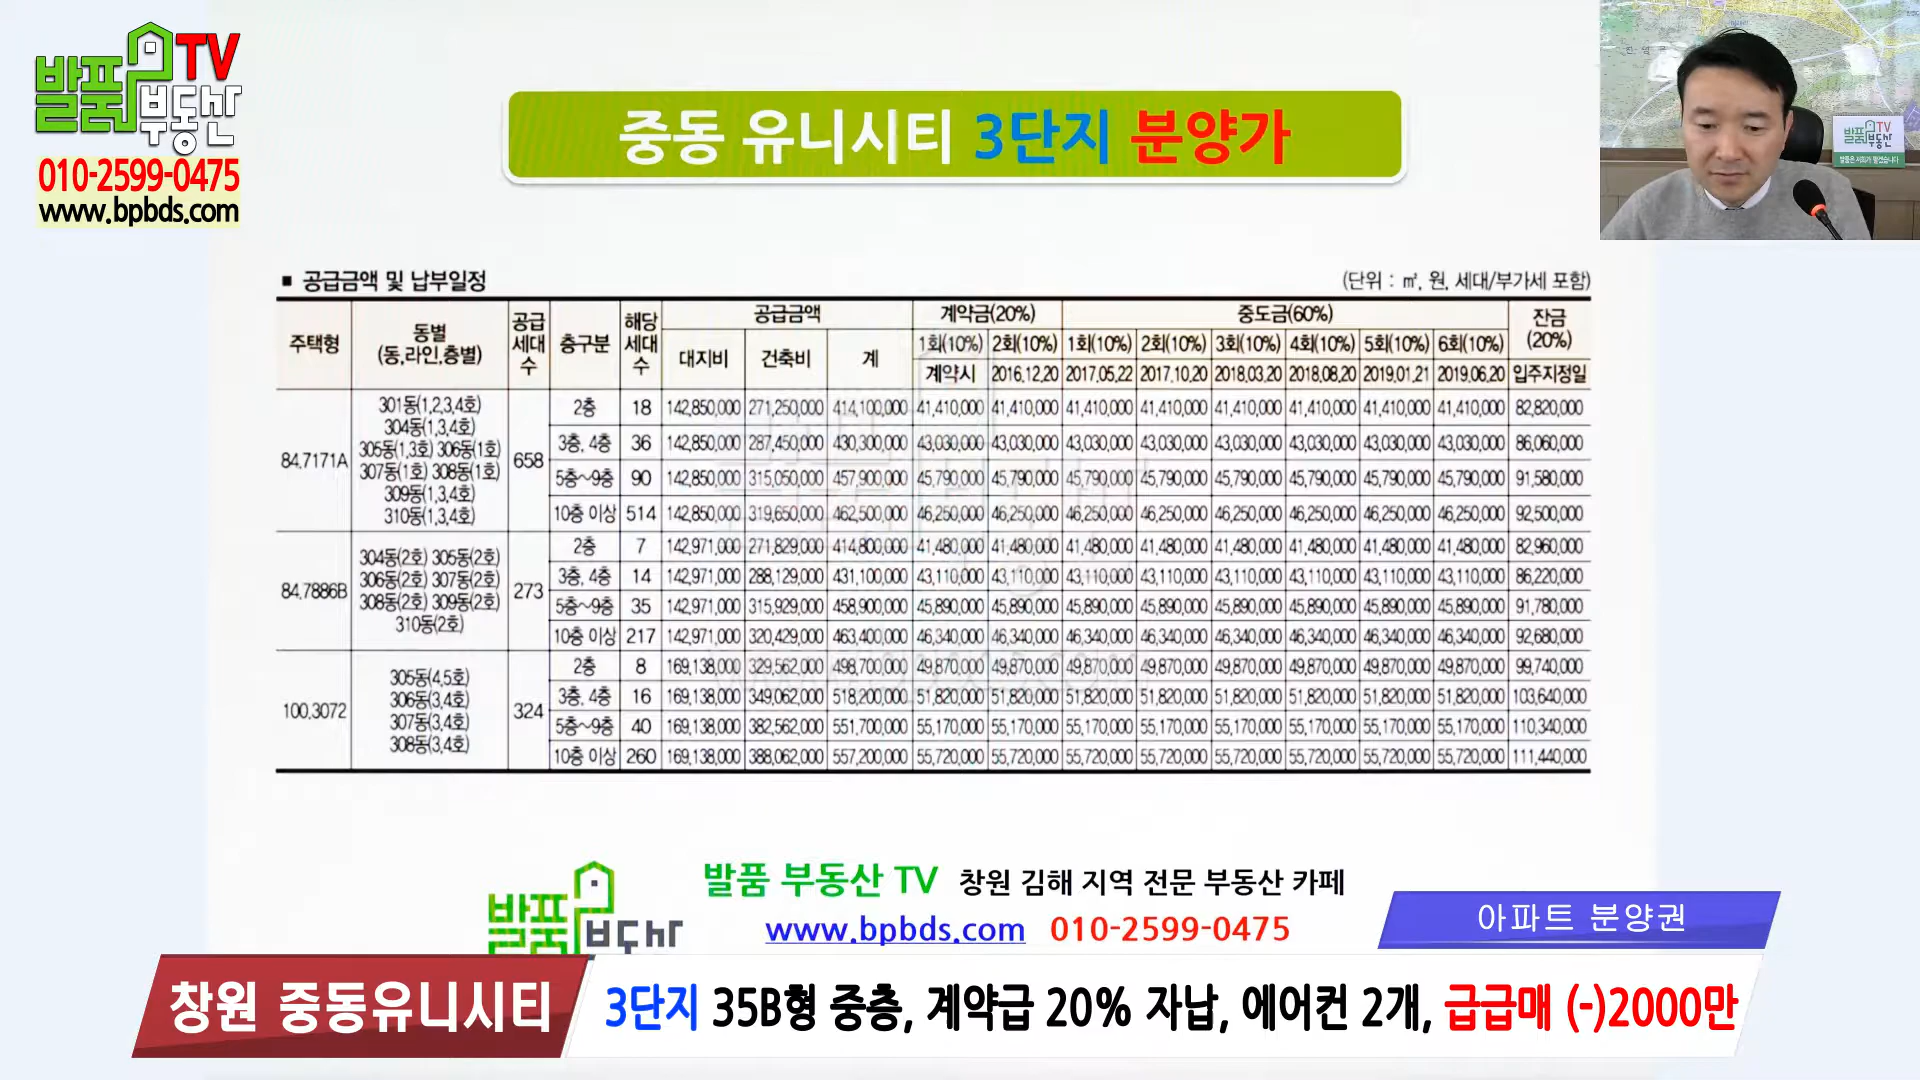 발품 TV
부동산
010-2599-0475
www.bpbds.com
중동 유니시티 3단지 분양가
발품 TV
부동산
■ 공급금액 및 납부일정
(단위 : ㎡, 원, 세대/부가세 포함)
주택형 동별 (동,라인,층별) 공급 세대 수 층구분 해당 세대 수 공급금액 계약금(20%) 중도금(60%) 잔금 (20%)
대지비 건축비 계 1회(10%) 2회(10%) 1회(10%) 2회(10%) 3회(10%) 4회(10%) 5회(10%) 6회(10%)
계약시 2016.12.20 2017.05.22 2017.10.20 2018.03.20 2018.08.20 2019.01.21 2019.06.20 입주지정일
84.7171A
301동(1,2,3,4호)
304동(1,3,4호)
305동(1,3호) 306동(1호)
307동(1호) 308동(1호)
309동(1,3,4호)
310동(1,3,4호)
658
2층 18 142,850,000 271,250,000 414,100,000 41,410,000 41,410,000 41,410,000 41,410,000 41,410,000 41,410,000 41,410,000 41,410,000 82,820,000
3층, 4층 36 142,850,000 287,450,000 430,300,000 43,030,000 43,030,000 43,030,000 43,030,000 43,030,000 43,030,000 43,030,000 43,030,000 86,060,000
5층~9층 90 142,850,000 315,050,000 457,900,000 45,790,000 45,790,000 45,790,000 45,790,000 45,790,000 45,790,000 45,790,000 45,790,000 91,580,000
10층 이상 514 142,850,000 319,650,000 462,500,000 46,250,000 46,250,000 46,250,000 46,250,000 46,250,000 46,250,000 46,250,000 46,250,000 92,500,000
84.7886B
304동(2호) 305동(2호)
306동(2호) 307동(2호)
308동(2호) 309동(2호)
310동(2호)
273
2층 7 142,971,000 271,829,000 414,800,000 41,480,000 41,480,000 41,480,000 41,480,000 41,480,000 41,480,000 41,480,000 41,480,000 82,960,000
3층, 4층 14 142,971,000 288,129,000 431,100,000 43,110,000 43,110,000 43,110,000 43,110,000 43,110,000 43,110,000 43,110,000 43,110,000 86,220,000
5층~9층 35 142,971,000 315,929,000 458,900,000 45,890,000 45,890,000 45,890,000 45,890,000 45,890,000 45,890,000 45,890,000 45,890,000 91,780,000
10층 이상 217 142,971,000 320,429,000 463,400,000 46,340,000 46,340,000 46,340,000 46,340,000 46,340,000 46,340,000 46,340,000 46,340,000 92,680,000
100.3072
305동(4,5호)
306동(3,4호)
307동(3,4호)
308동(3,4호)
324
2층 8 169,138,000 329,562,000 498,700,000 49,870,000 49,870,000 49,870,000 49,870,000 49,870,000 49,870,000 49,870,000 49,870,000 99,740,000
3층, 4층 16 169,138,000 349,062,000 518,200,000 51,820,000 51,820,000 51,820,000 51,820,000 51,820,000 51,820,000 51,820,000 51,820,000 103,640,000
5층~9층 40 169,138,000 382,562,000 551,700,000 55,170,000 55,170,000 55,170,000 55,170,000 55,170,000 55,170,000 55,170,000 55,170,000 110,340,000
10층 이상 260 169,138,000 388,062,000 557,200,000 55,720,000 55,720,000 55,720,000 55,720,000 55,720,000 55,720,000 55,720,000 55,720,000 111,440,000
발품 부동산 TV 창원 김해 지역 전문 부동산 카페
www.bpbds.com 010-2599-0475
발품
아파트 분양권
창원 중동유니시티
3단지 35B형 중층, 계약급 20% 자납, 에어컨 2개, 급급매 (-)2000만